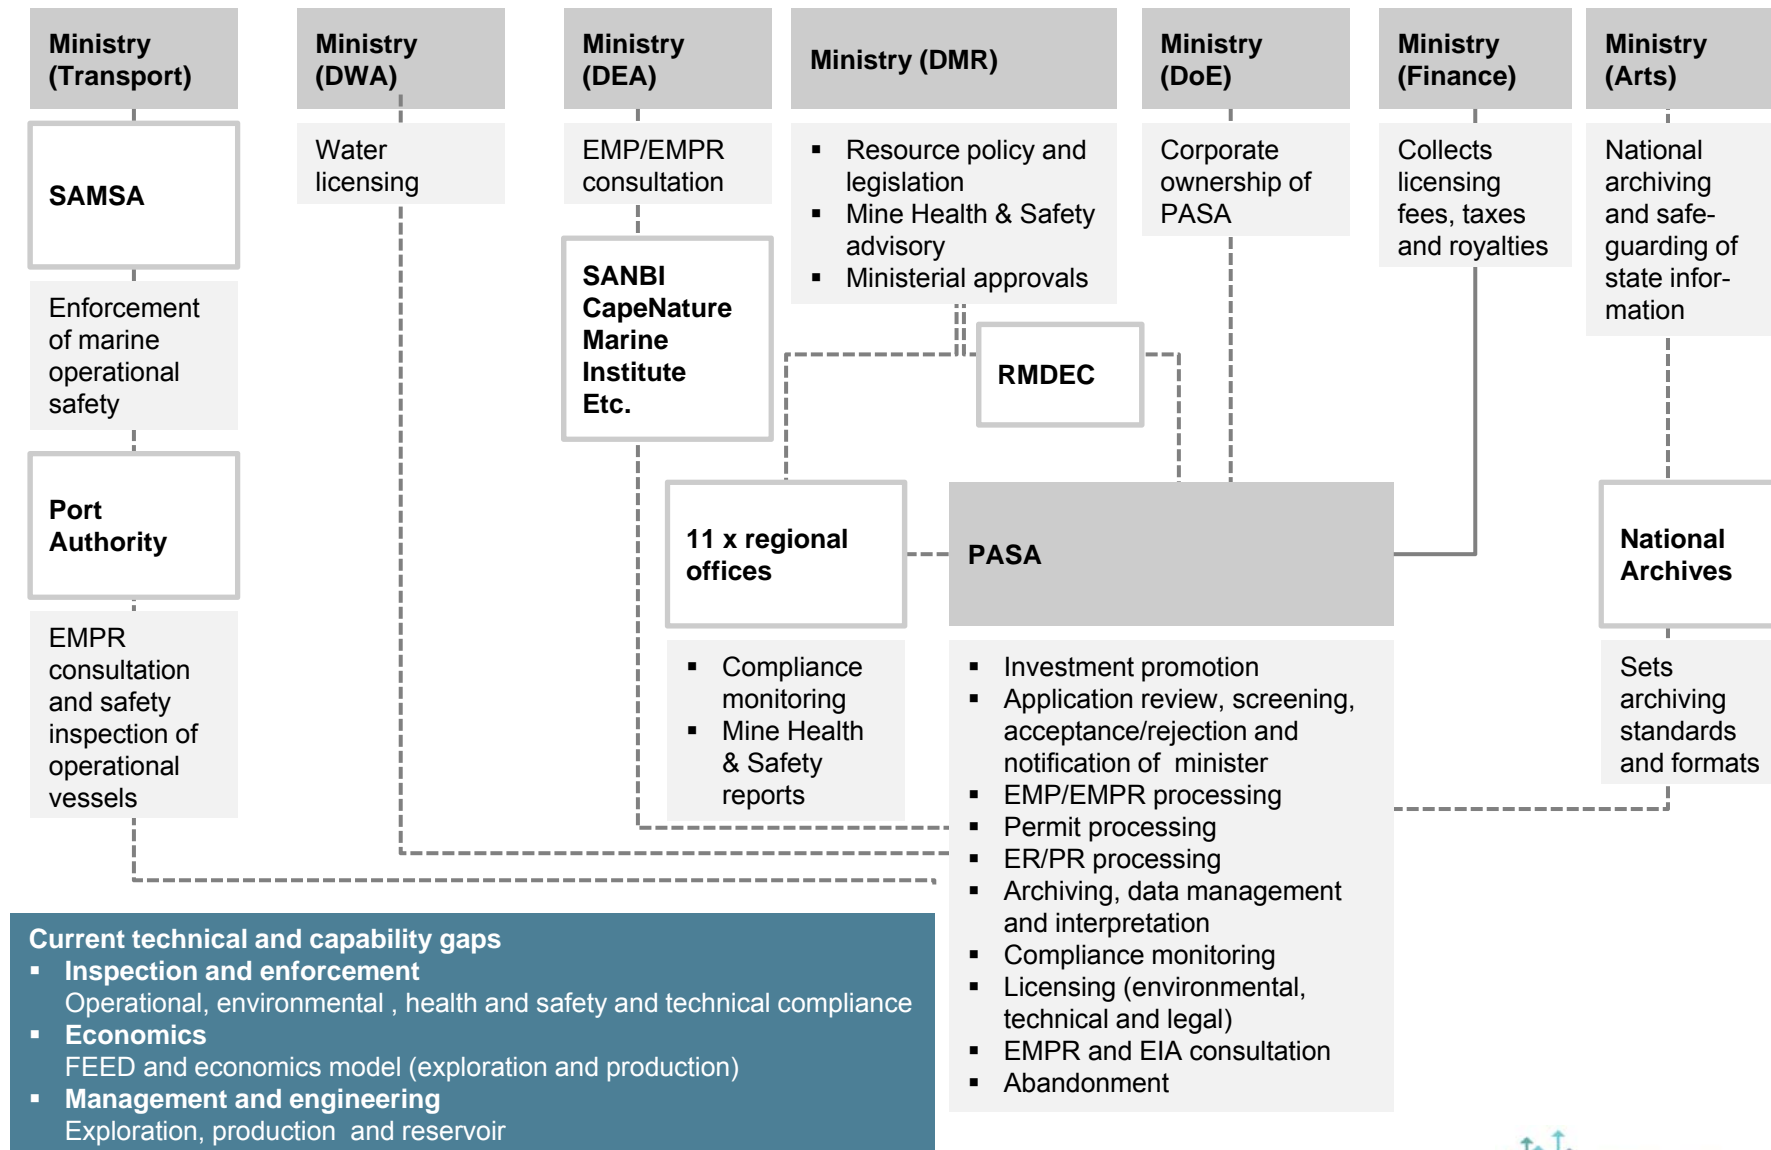 Ministry
(Transport)
Ministry
(DWA)
Ministry
(DEA)
Ministry (DMR)
Ministry
(DoE)
Ministry
(Finance)
Ministry
(Arts)
SAMSA
Enforcement
of marine
operational
safety
Port
Authority
EMPR
consultation
and safety
inspection of
operational
vessels
Water
licensing
EMP/EMPR
consultation
SANBI
CapeNature
Marine
Institute
Etc.
▪ Resource policy and
legislation
▪ Mine Health & Safety
advisory
▪ Ministerial approvals
RMDEC
Corporate
ownership of
PASA
Collects
licensing
fees, taxes
and royalties
National
archiving
and safe-
guarding of
state infor-
mation
11 x regional
offices
▪ Compliance
monitoring
▪ Mine Health
& Safety
reports
PASA
▪ Investment promotion
▪ Application review, screening,
acceptance/rejection and
notification of minister
▪ EMP/EMPR processing
▪ Permit processing
▪ ER/PR processing
▪ Archiving, data management
and interpretation
▪ Compliance monitoring
▪ Licensing (environmental,
technical and legal)
▪ EMPR and EIA consultation
▪ Abandonment
National
Archives
Sets
archiving
standards
and formats
Current technical and capability gaps
▪ Inspection and enforcement
Operational, environmental , health and safety and technical compliance
▪ Economics
FEED and economics model (exploration and production)
▪ Management and engineering
Exploration, production and reservoir